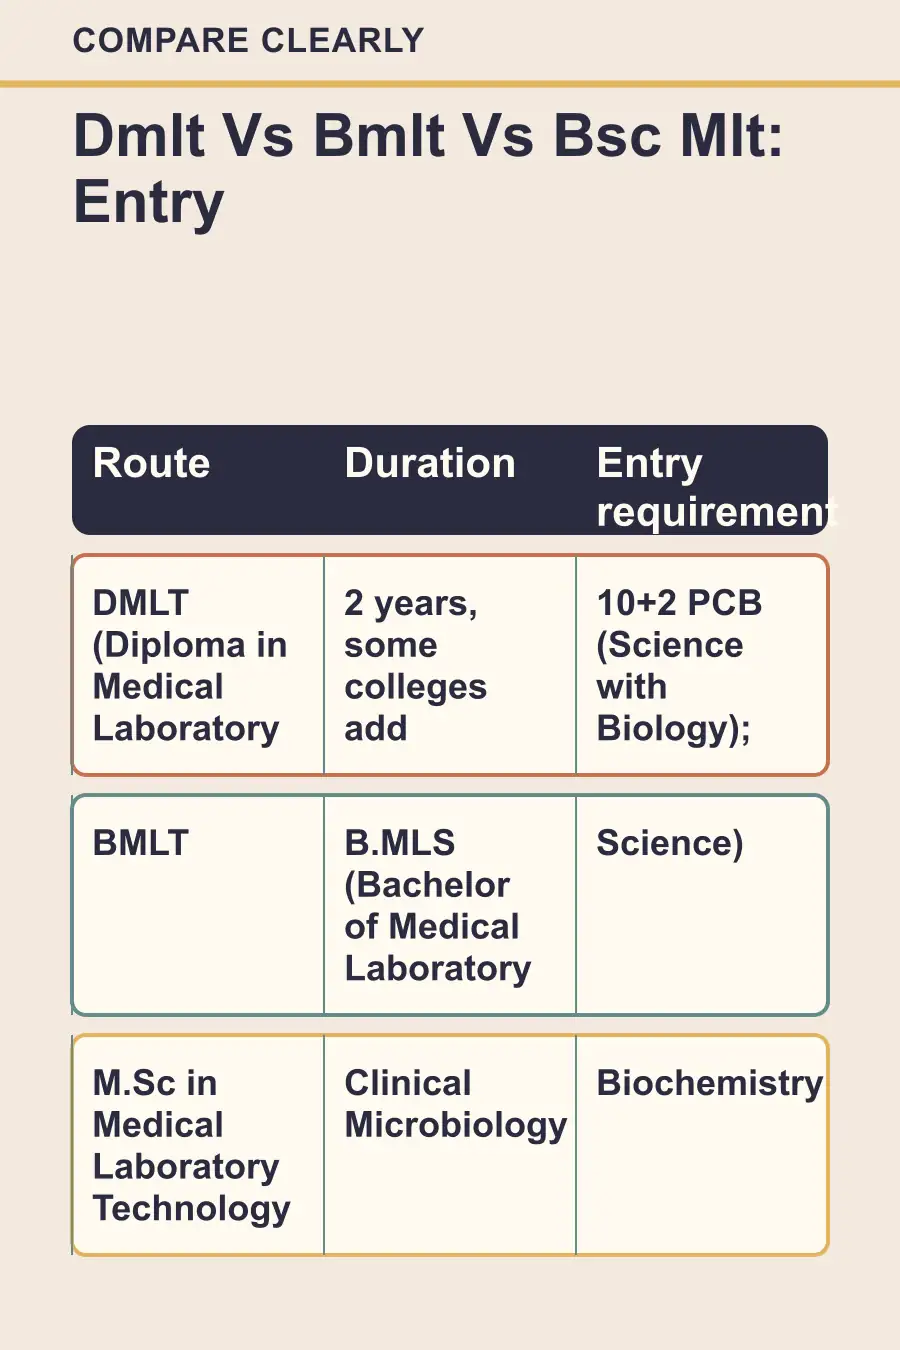 COMPARE CLEARLY
Dmlt Vs Bmlt Vs Bsc Mlt:
Entry
Route
Duration
Entry
requirement
DMLT
(Diploma in
Medical
Laboratory
2 years,
some
colleges
add
10+2 PCB
(Science
with
Biology);
BMLT
B.MLS
(Bachelor
of Medical
Laboratory
Science)
M.Sc in
Medical
Laboratory
Technology
Clinical
Microbiology
Biochemistry